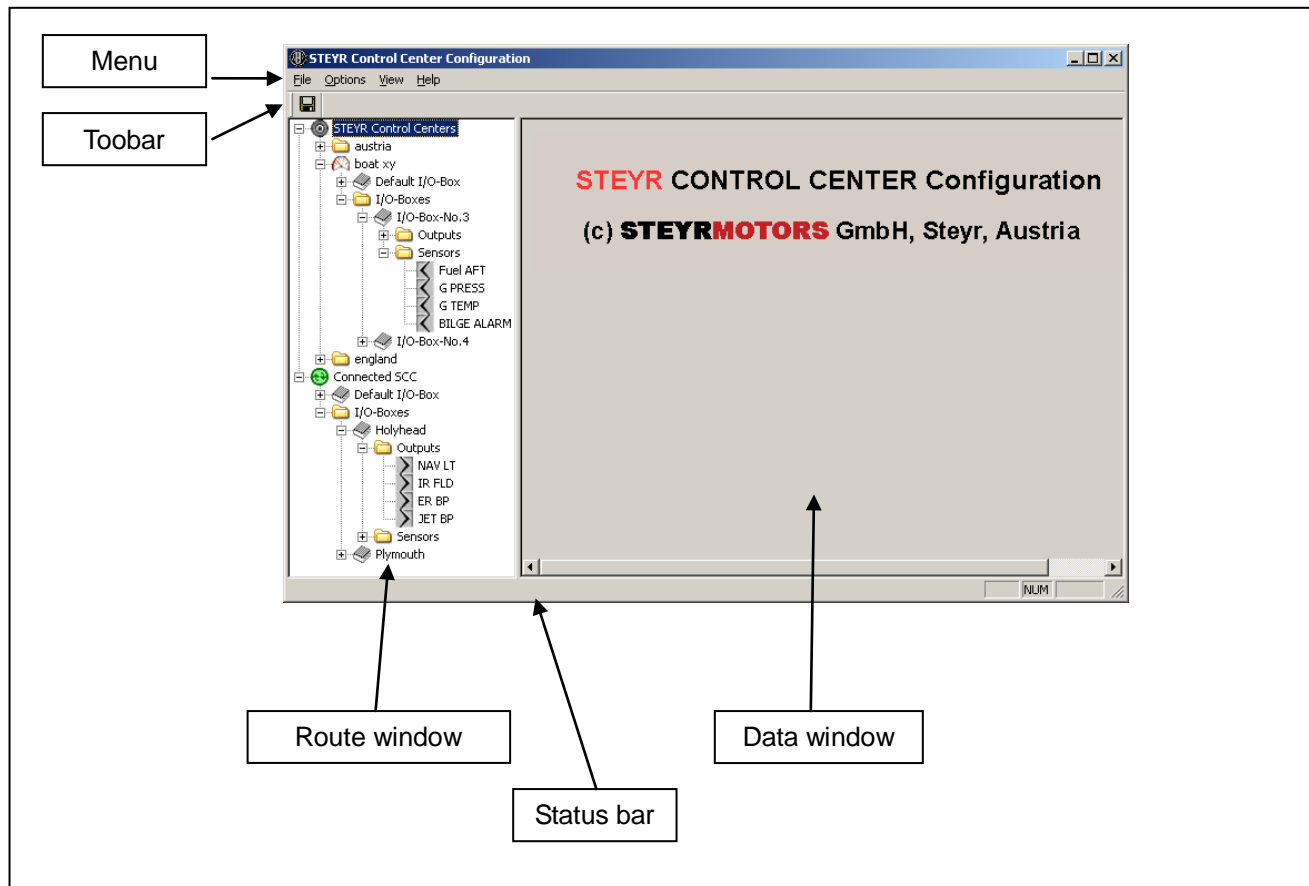 Menu
Toobar
STEYR Control Center Configuration
File Options View Help
STEYR Control Centers
austria
boat xy
Default I/O-Box
I/O-Boxes
I/O-Box-No.3
Outputs
Sensors
Fuel AFT
G PRESS
G TEMP
BILGE ALARM
I/O-Box-No.4
england
Connected SCC
Default I/O-Box
I/O-Boxes
Holyhead
Outputs
NAV LT
IR FLD
ER BP
JET BP
Sensors
Plymouth
STEYR CONTROL CENTER Configuration
(c) STEYRMOTORS GmbH, Steyr, Austria
NUM
Route window
Data window
Status bar